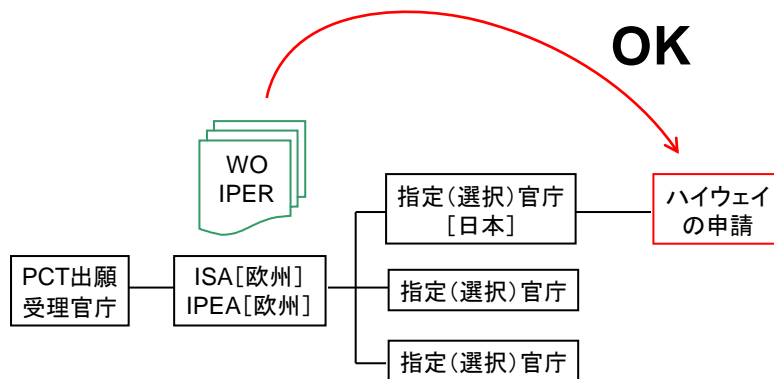 OK
WO
IPER
指定(選択)官庁
[日本]
ハイウェイ
の申請
PCT出願
受理官庁
ISA[欧州]
IPEA[欧州]
指定(選択)官庁
指定(選択)官庁